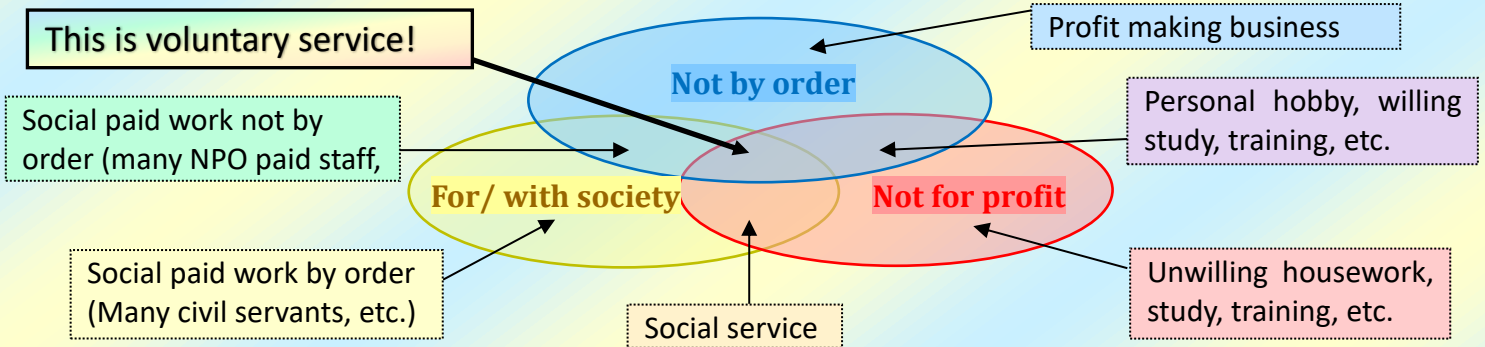 This is voluntary service!
Profit making business
Not by order
Social paid work not by
order (many NPO paid staff,
Personal hobby, willing
study, training, etc.
For/ with society
Not for profit
Social paid work by order
(Many civil servants, etc.)
Social service
Unwilling housework,
study, training, etc.